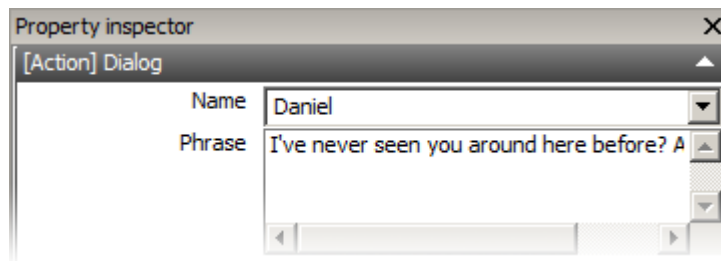 Property inspector
[Action] Dialog
Name Daniel
Phrase I've never seen you around here before? A